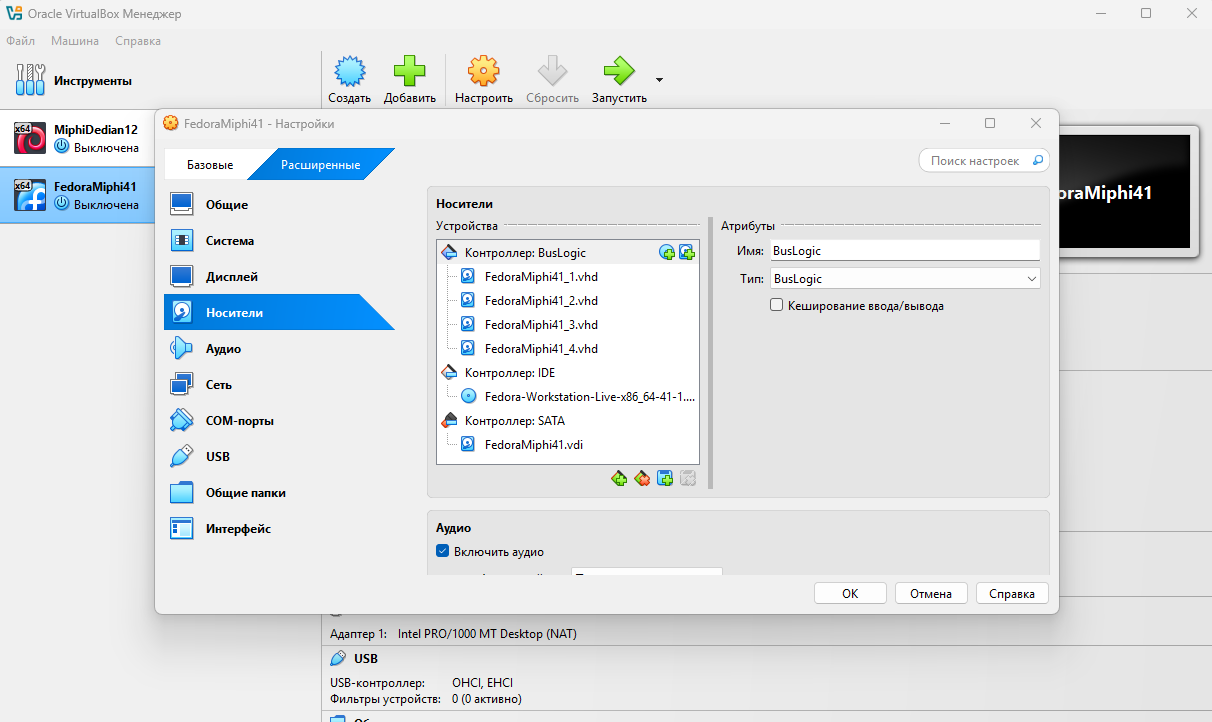 Oracle VirtualBox Менеджер
Файл Машина Справка
Инструменты
Создать Добавить Настроить Сбросить Запустить
x64 MiphiDedian12
Выключена
x64 FedoraMiphi41
Выключена
FedoraMiphi41 - Настройки
Базовые Расширенные
Поиск настроек
Общие
Система
Дисплей
Носители
Аудио
Сеть
COM-порты
USB
Общие папки
Интерфейс
Носители
Устройства
Контроллер: BusLogic
FedoraMiphi41_1.vhd
FedoraMiphi41_2.vhd
FedoraMiphi41_3.vhd
FedoraMiphi41_4.vhd
Контроллер: IDE
Fedora-Workstation-Live-x86_64-41-1....
Контроллер: SATA
FedoraMiphi41.vdi
Атрибуты
Имя: BusLogic
Тип: BusLogic
Кеширование ввода/вывода
Аудио
Включить аудио
OK Отмена Справка
oraMiphi41
Адаптер 1: Intel PRO/1000 MT Desktop (NAT)
USB
USB-контроллер: OHCI, EHCI
Фильтры устройств: 0 (0 активно)